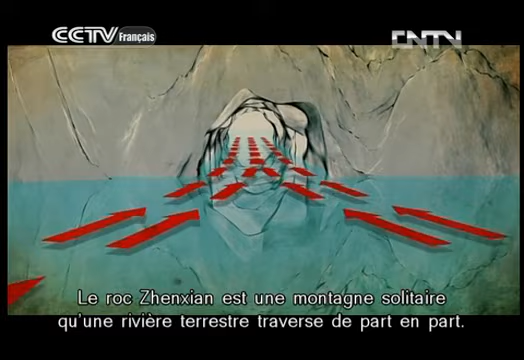 CCTV Français
CNTV
Le roc Zhenxian est une montagne solitaire
qu'une rivière terrestre traverse de part en part.